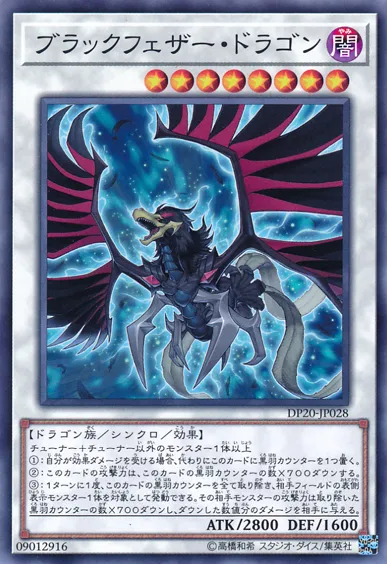 ブラックフェザー・ドラゴン 闇
DP20-JP028
【ドラゴン族/シンクロ/効果】
チューナー+チューナー以外のモンスター1体以上
①:自分が効果ダメージを受ける場合、代わりにこのカードに黒羽カウンターを1つ置く。
②:このカードの攻撃力は、このカードの黒羽カウンターの数×700ダウンする。
③:1ターンに1度、このカードの黒羽カウンターを全て取り除き、相手フィールドの表側
表示モンスター1体を対象として発動できる。その相手モンスターの攻撃力は取り除いた
黒羽カウンターの数×700ダウンし、ダウンした数値分のダメージを相手に与える。
ATK/2800 DEF/1600
09012916 ©高橋和希 スタジオ・ダイス/集英社